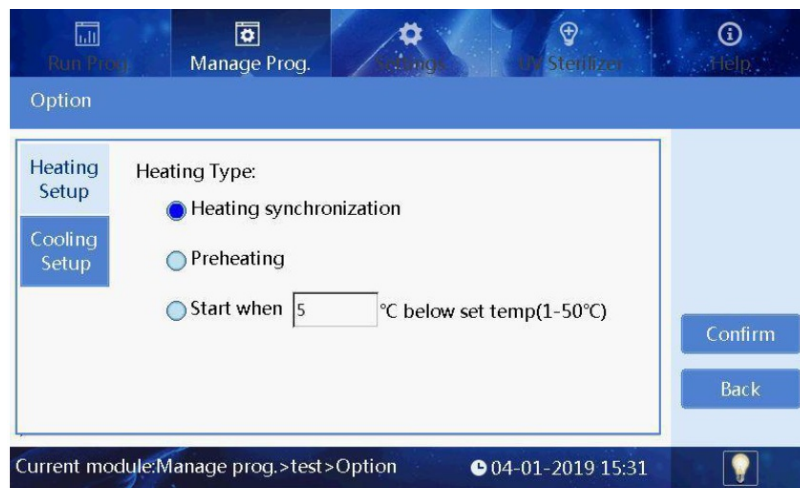 Run Prog.
Manage Prog.
Settings
UV Sterilizer
Help
Option
Heating
Setup
Heating Type:
Heating synchronization
Cooling
Setup
Preheating
Start when 5 °C below set temp(1-50°C)
Confirm
Back
Current module:Manage prog.>test>Option
04-01-2019 15:31